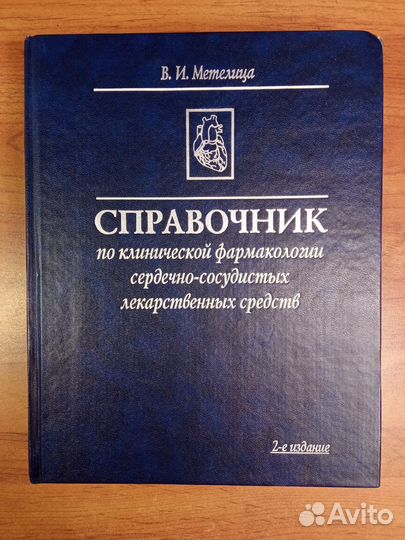 В. И. Метелица
СПРАВОЧНИК
по клинической фармакологии
сердечно-сосудистых
лекарственных средств
2-е издание
Avito